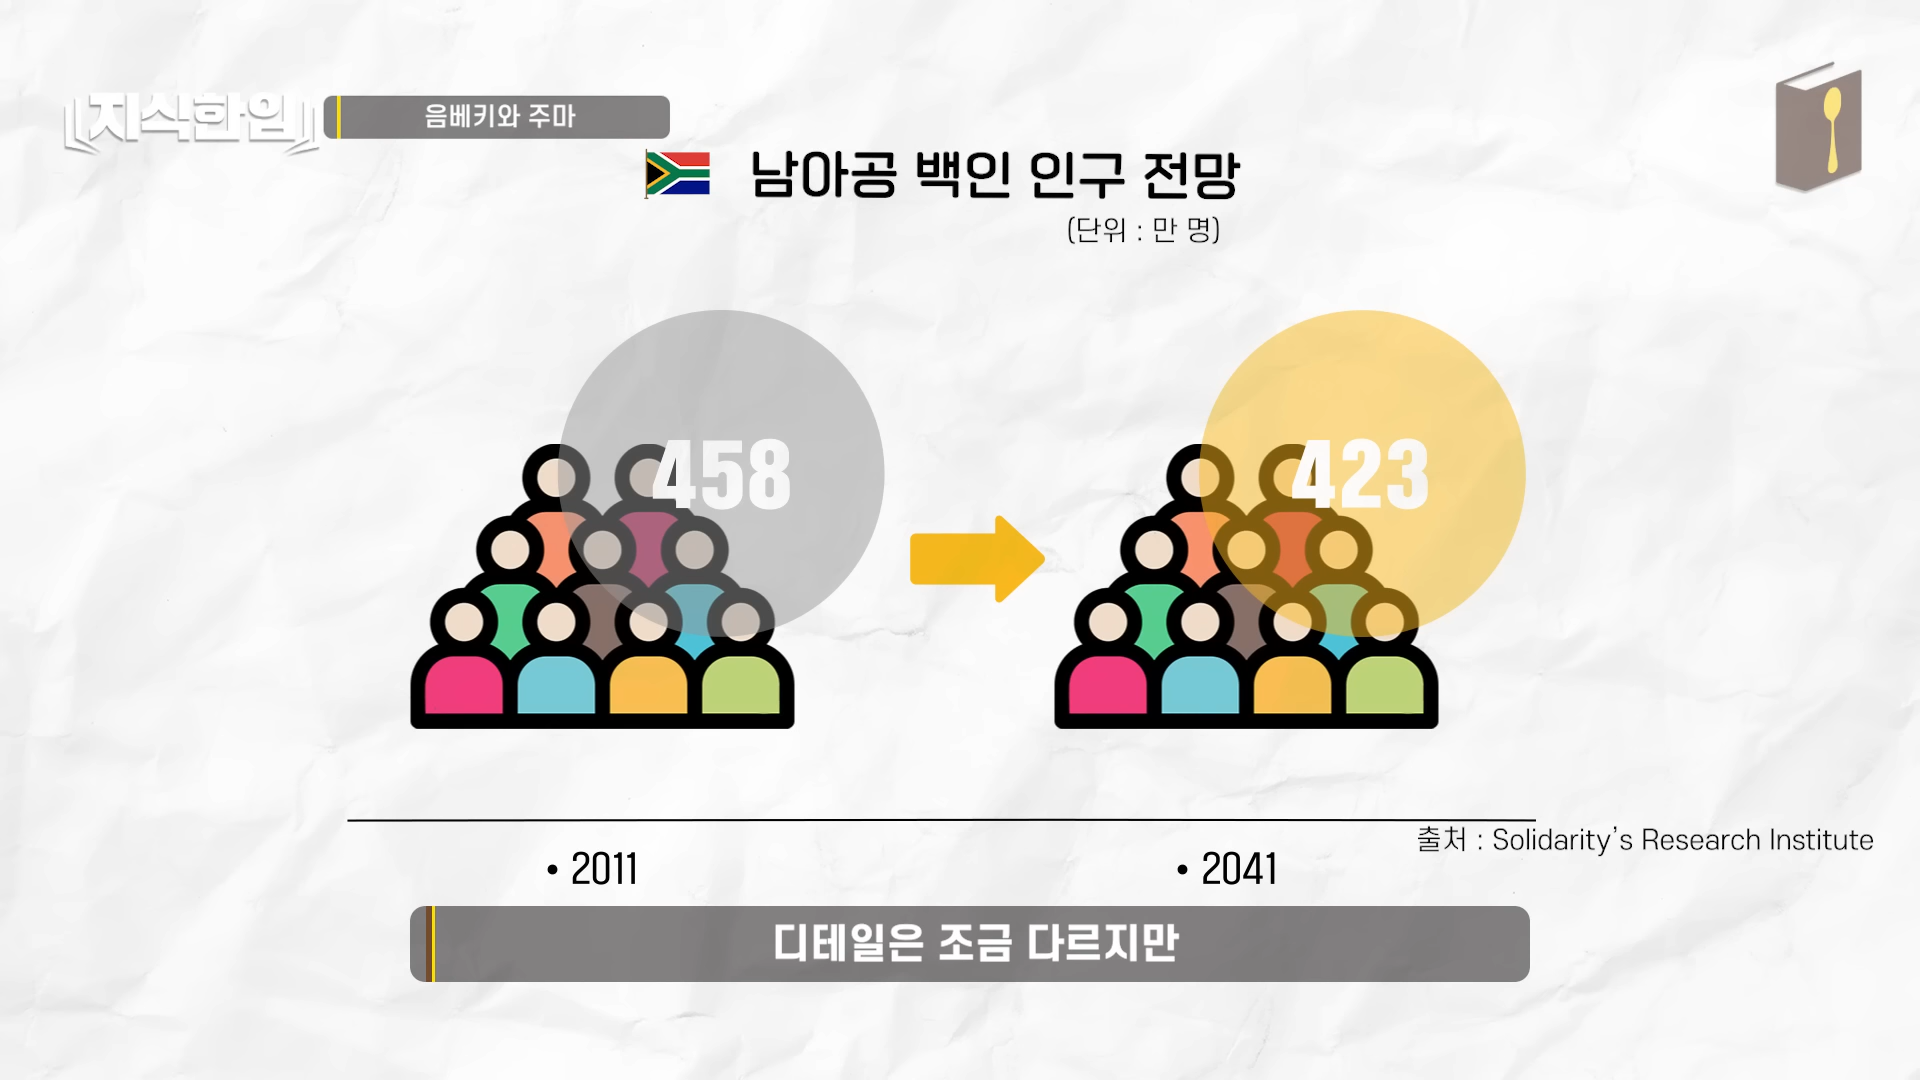 지식한입
음베키와 주마
남아공 백인 인구 전망
(단위 : 만 명)
458
423
출처 : Solidarity's Research Institute
• 2011
• 2041
디테일은 조금 다르지만